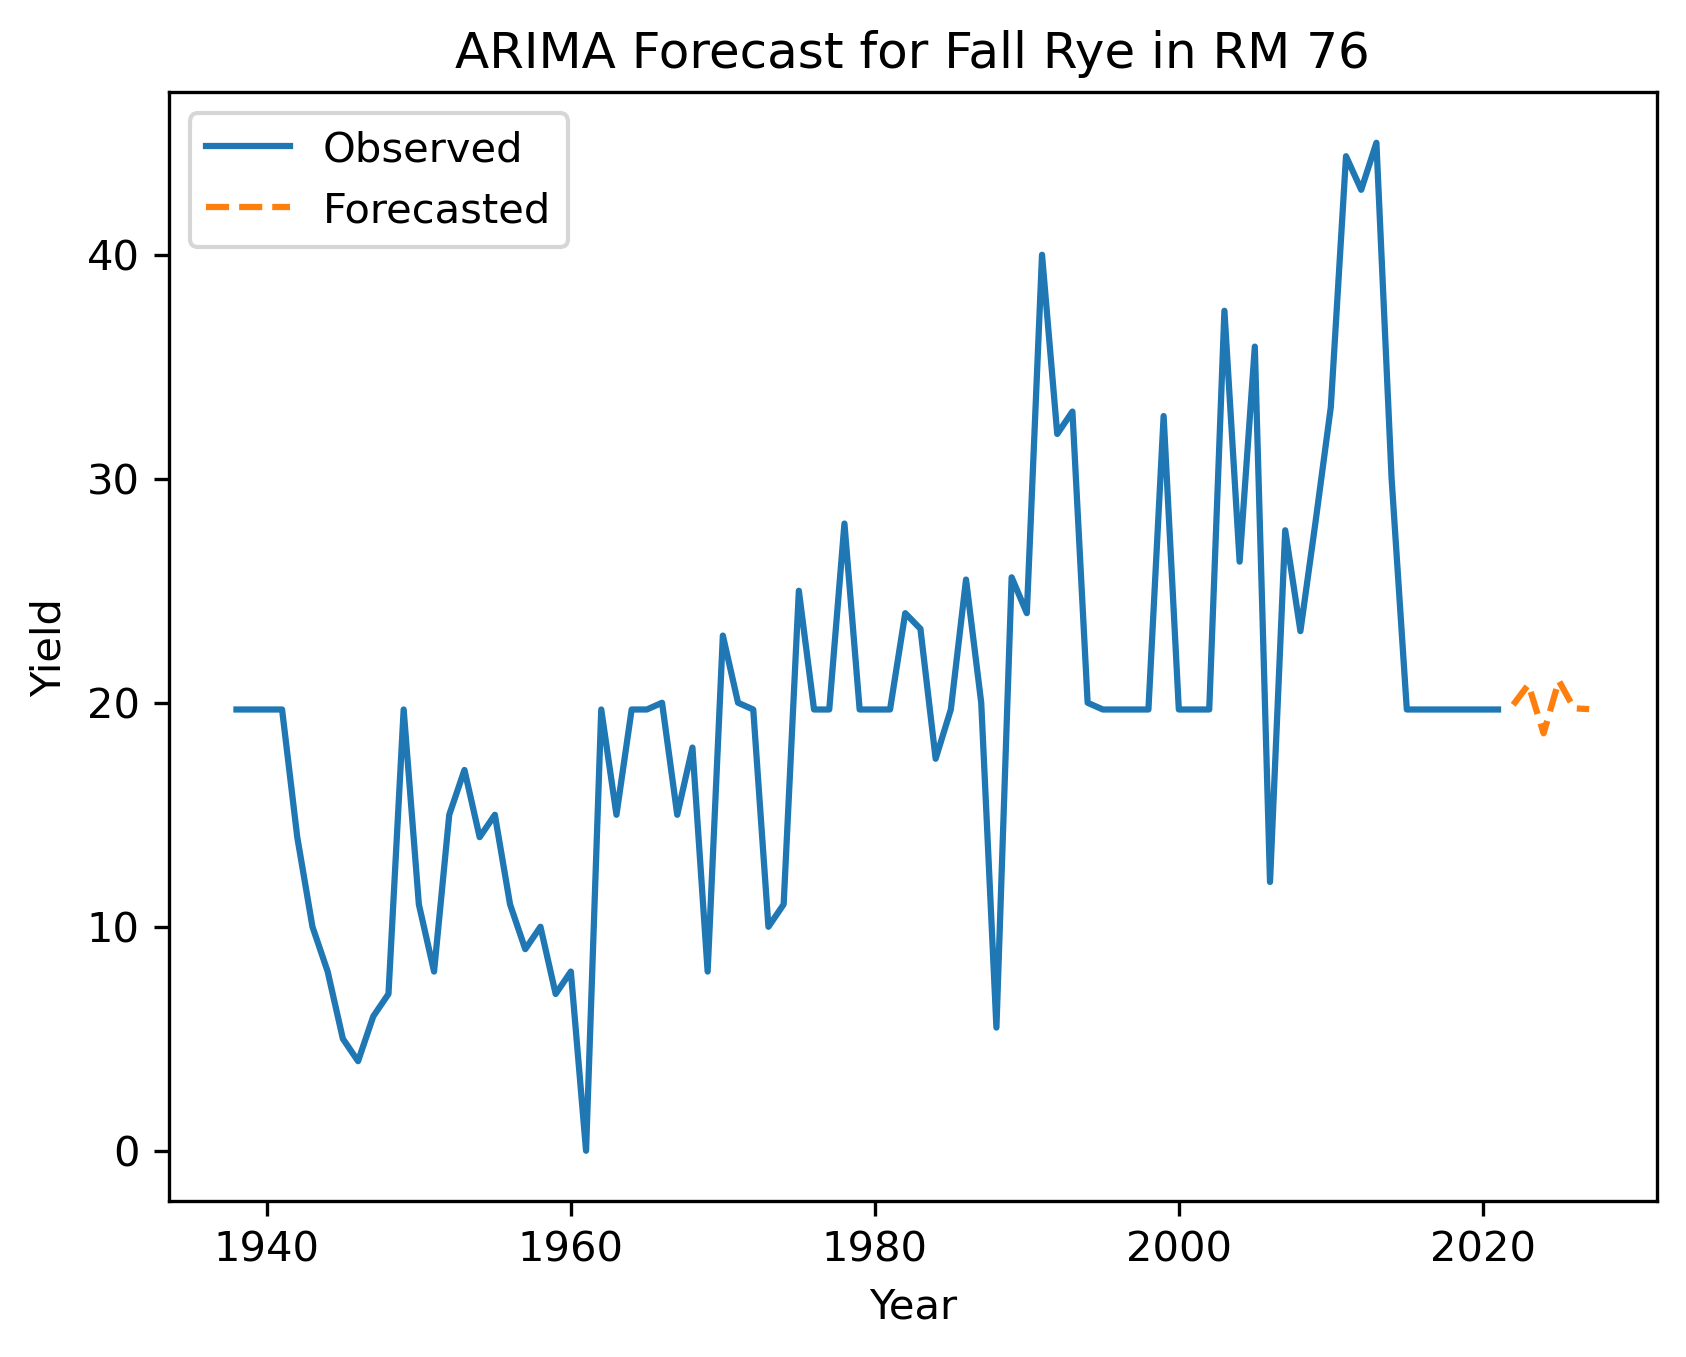 ARIMA Forecast for Fall Rye in RM 76
Observed
Forecasted
40
30
20
10
0
Yield
1940 1960 1980 2000 2020
Year